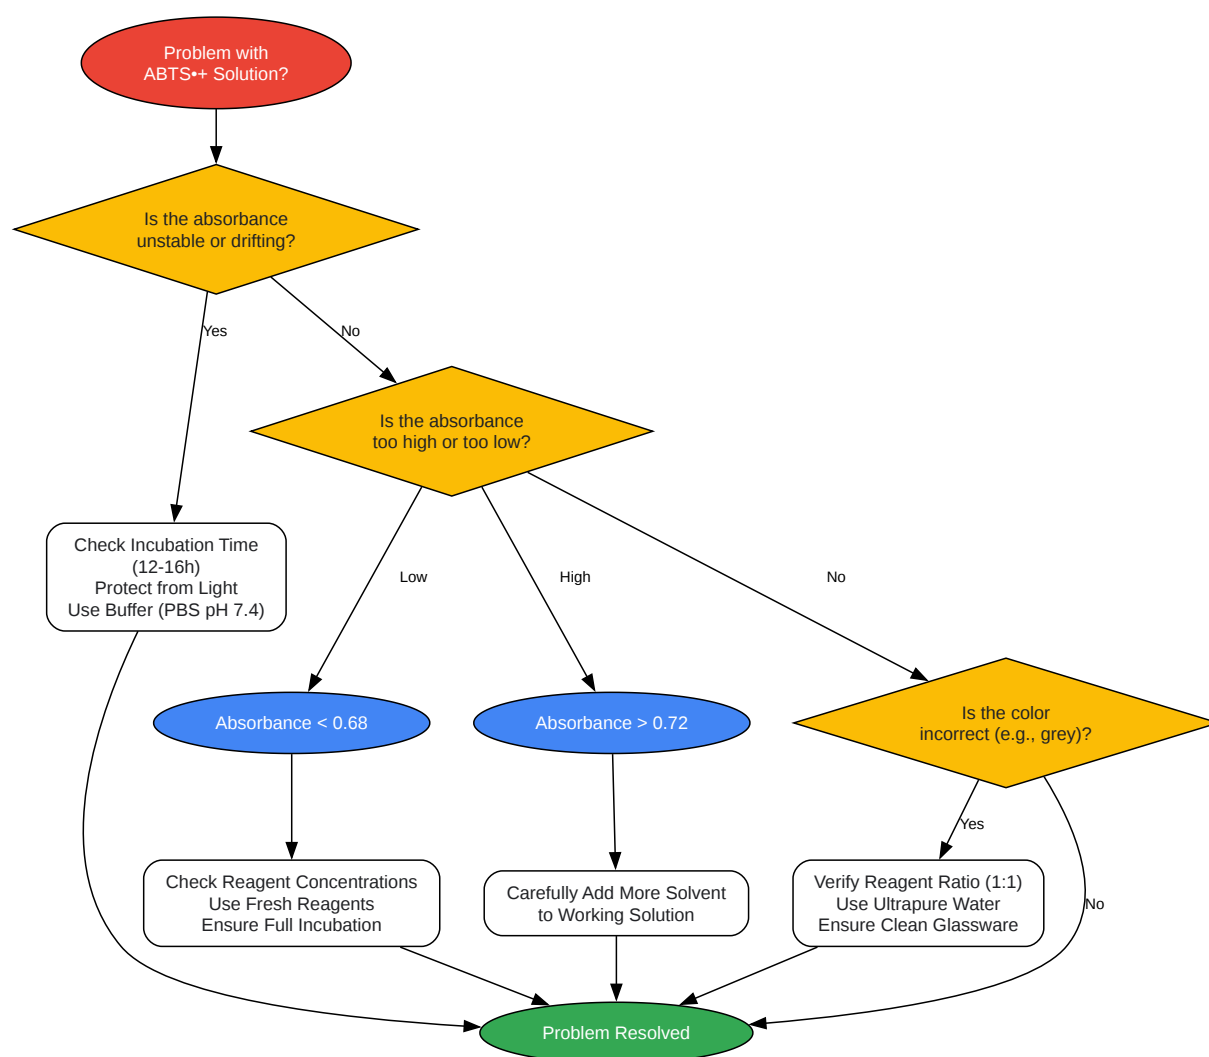 Problem with
ABTS•+ Solution?
Is the absorbance
unstable or drifting?
Yes
No
Is the absorbance
too high or too low?
Check Incubation Time
(12-16h)
Protect from Light
Use Buffer (PBS pH 7.4)
Low
High
No
Absorbance < 0.68
Absorbance > 0.72
Is the color
incorrect (e.g., grey)?
Yes
Check Reagent Concentrations
Use Fresh Reagents
Ensure Full Incubation
Carefully Add More Solvent
to Working Solution
Verify Reagent Ratio (1:1)
Use Ultrapure Water
Ensure Clean Glassware
No
Problem Resolved